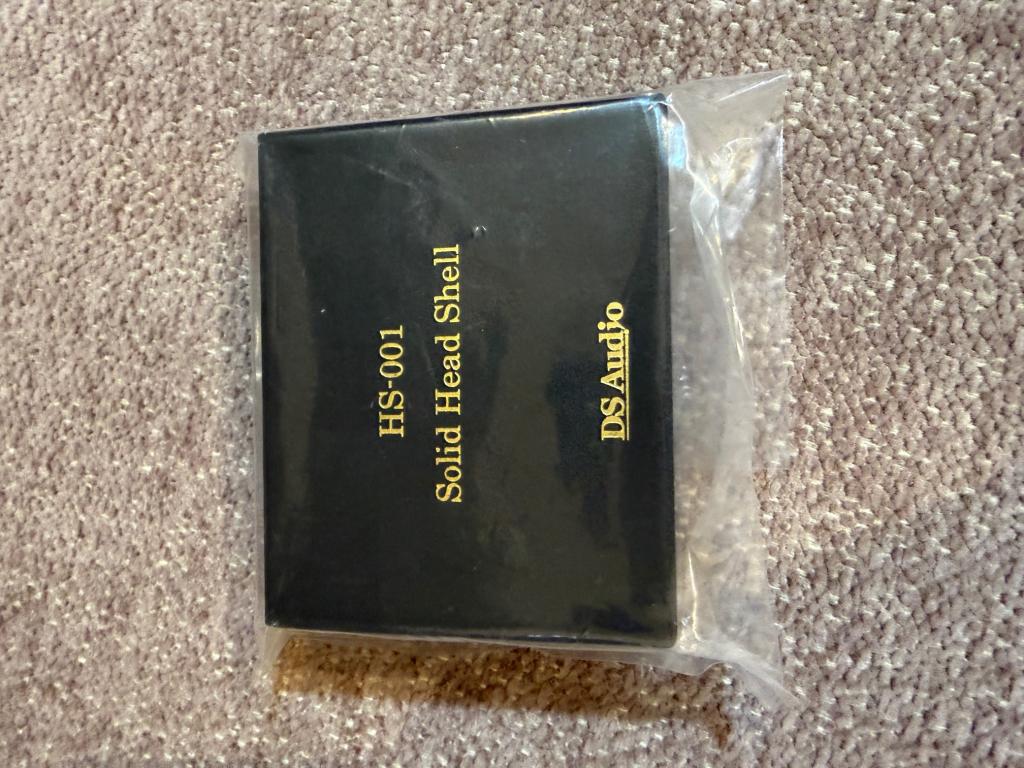 HS-001
Solid Head Shell
DS Audio